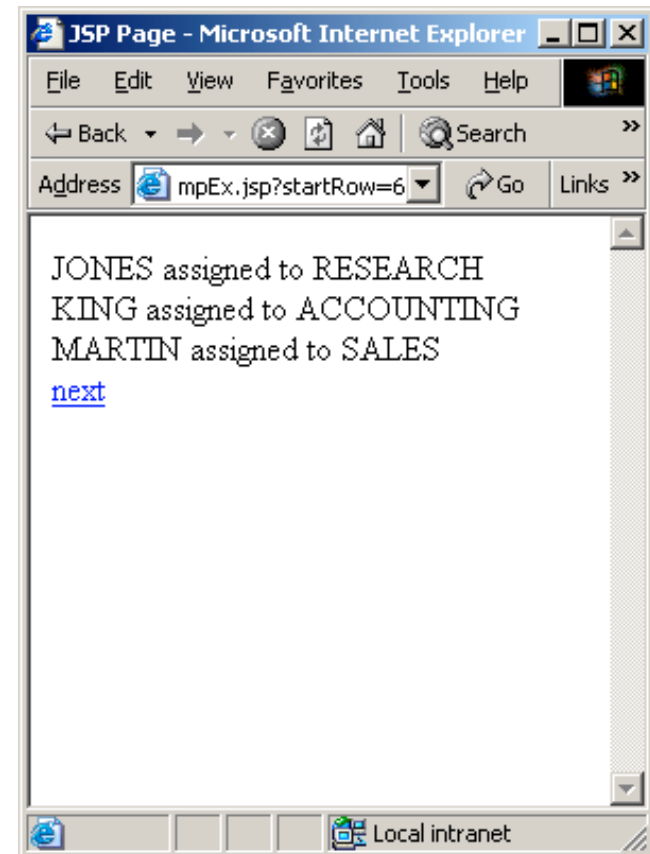 JSP Page - Microsoft Internet Explorer
File Edit View Favorites Tools Help
Back Search »
Address mpEx.jsp?startRow=6 Go Links »
JONES assigned to RESEARCH
KING assigned to ACCOUNTING
MARTIN assigned to SALES
next
Local intranet